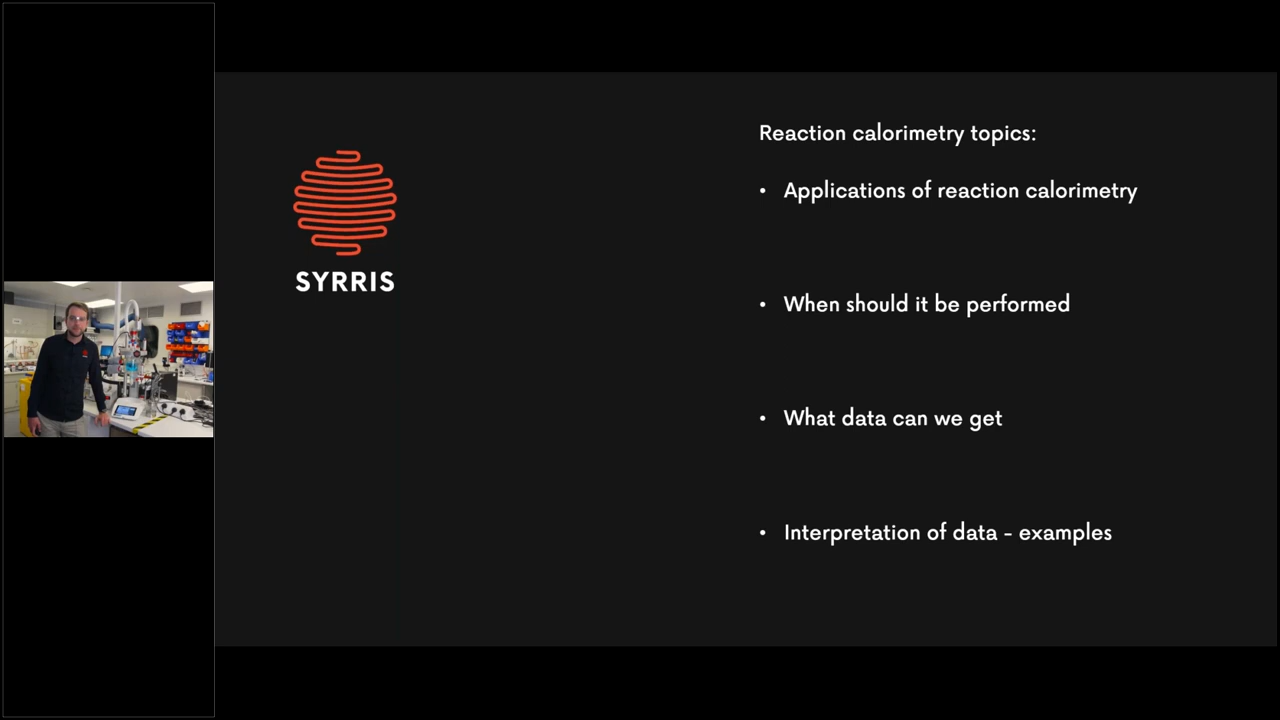 SYRRIS
Reaction calorimetry topics:
• Applications of reaction calorimetry
• When should it be performed
• What data can we get
• Interpretation of data - examples